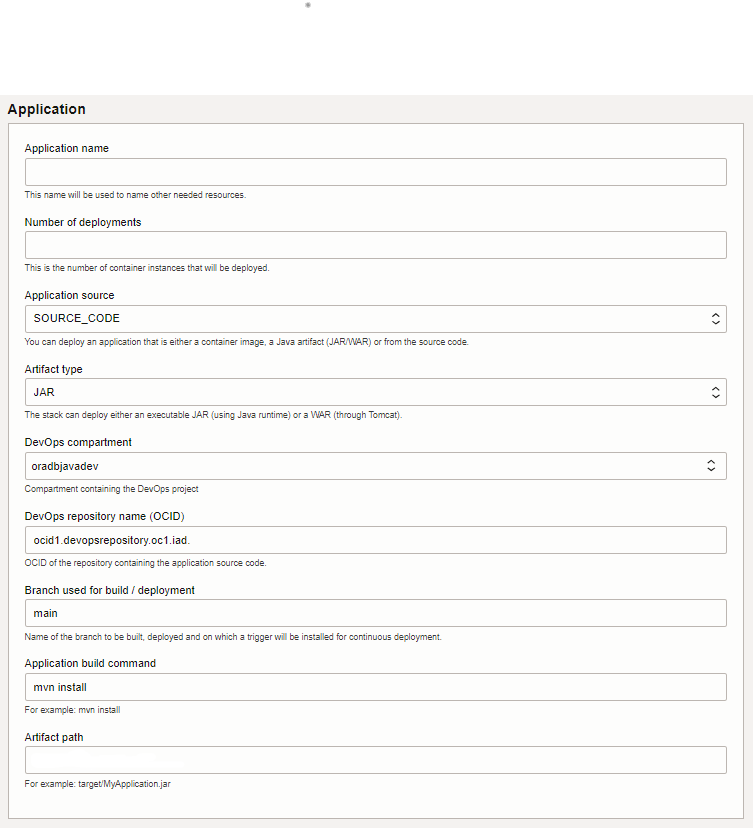 Application
Application name
This name will be used to name other needed resources.
Number of deployments
This is the number of container instances that will be deployed.
Application source
SOURCE_CODE
You can deploy an application that is either a container image, a Java artifact (JAR/WAR) or from the source code.
Artifact type
JAR
The stack can deploy either an executable JAR (using Java runtime) or a WAR (through Tomcat).
DevOps compartment
oradbjavadev
Compartment containing the DevOps project
DevOps repository name (OCID)
ocid1.devopsrepository.oc1.iad.
OCID of the repository containing the application source code.
Branch used for build / deployment
main
Name of the branch to be built, deployed and on which a trigger will be installed for continuous deployment.
Application build command
mvn install
For example: mvn install
Artifact path
For example: target/MyApplication.jar